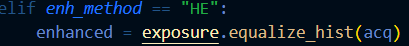 elif enh_method == "HE":
    enhanced = exposure.equalize_hist(acq)